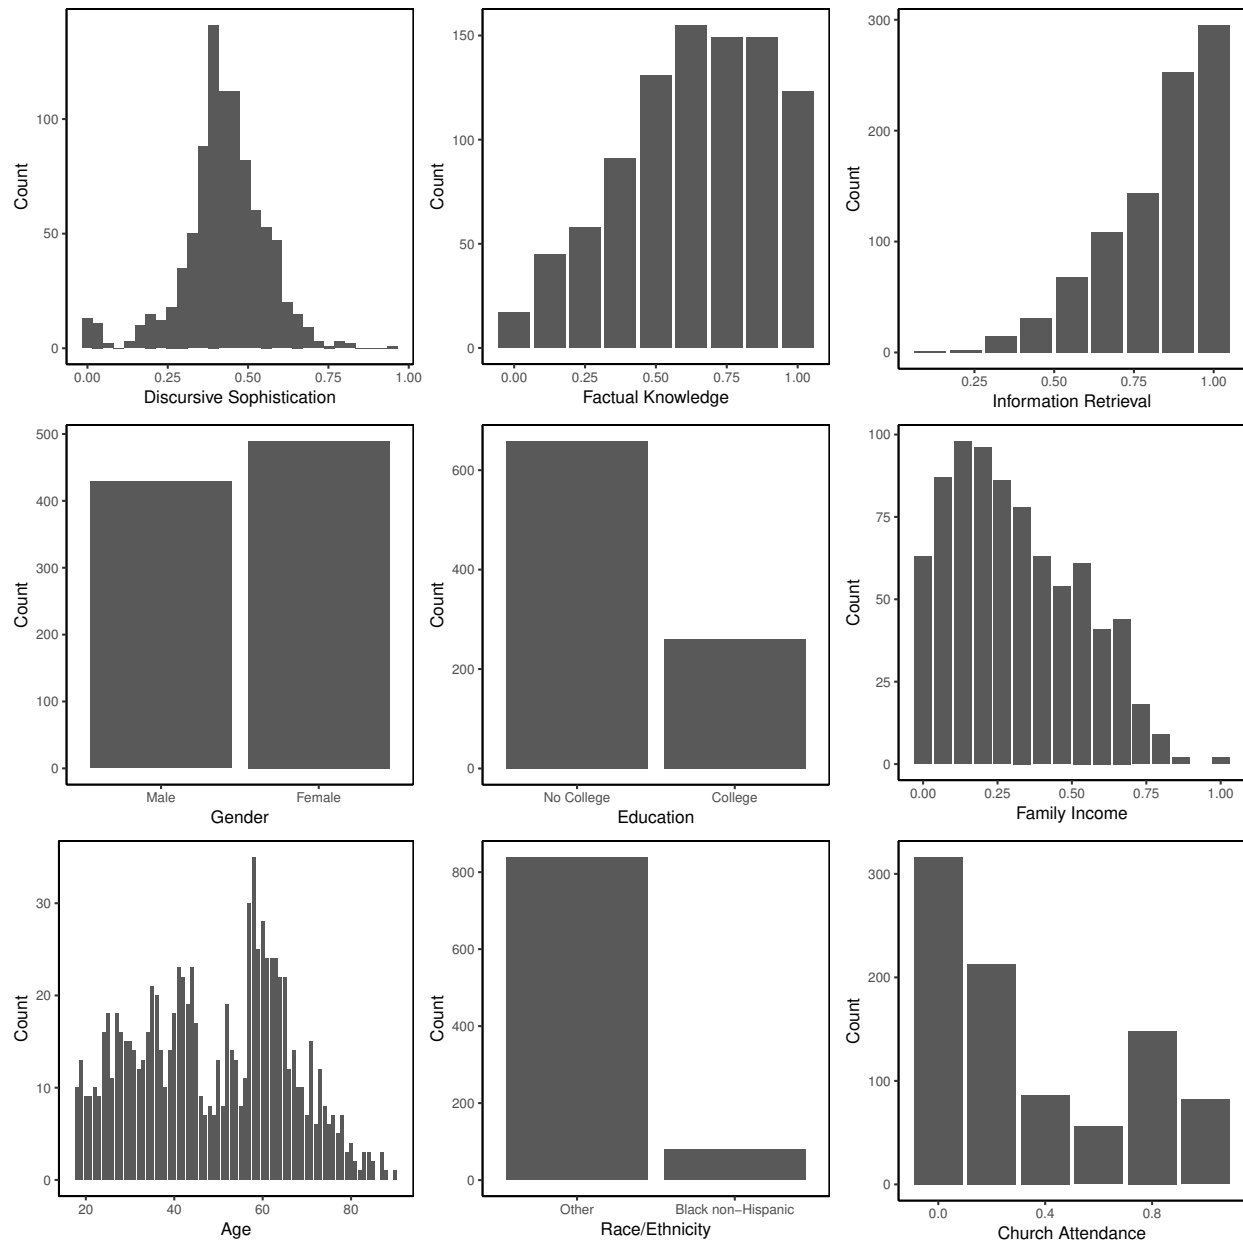 Count
0
50
100
0.00
0.25
0.50
0.75
1.00
Discursive Sophistication
Count
0
50
100
150
0.00
0.25
0.50
0.75
1.00
Factual Knowledge
Count
0
100
200
300
0.25
0.50
0.75
1.00
Information Retrieval
Count
0
100
200
300
400
500
Male
Female
Gender
Count
0
200
400
600
No College
College
Education
Count
0
25
50
75
100
0.00
0.25
0.50
0.75
1.00
Family Income
Count
0
10
20
30
20
40
60
80
Age
Count
0
200
400
600
800
Other
Black non−Hispanic
Race/Ethnicity
Count
0
100
200
300
0.0
0.4
0.8
Church Attendance